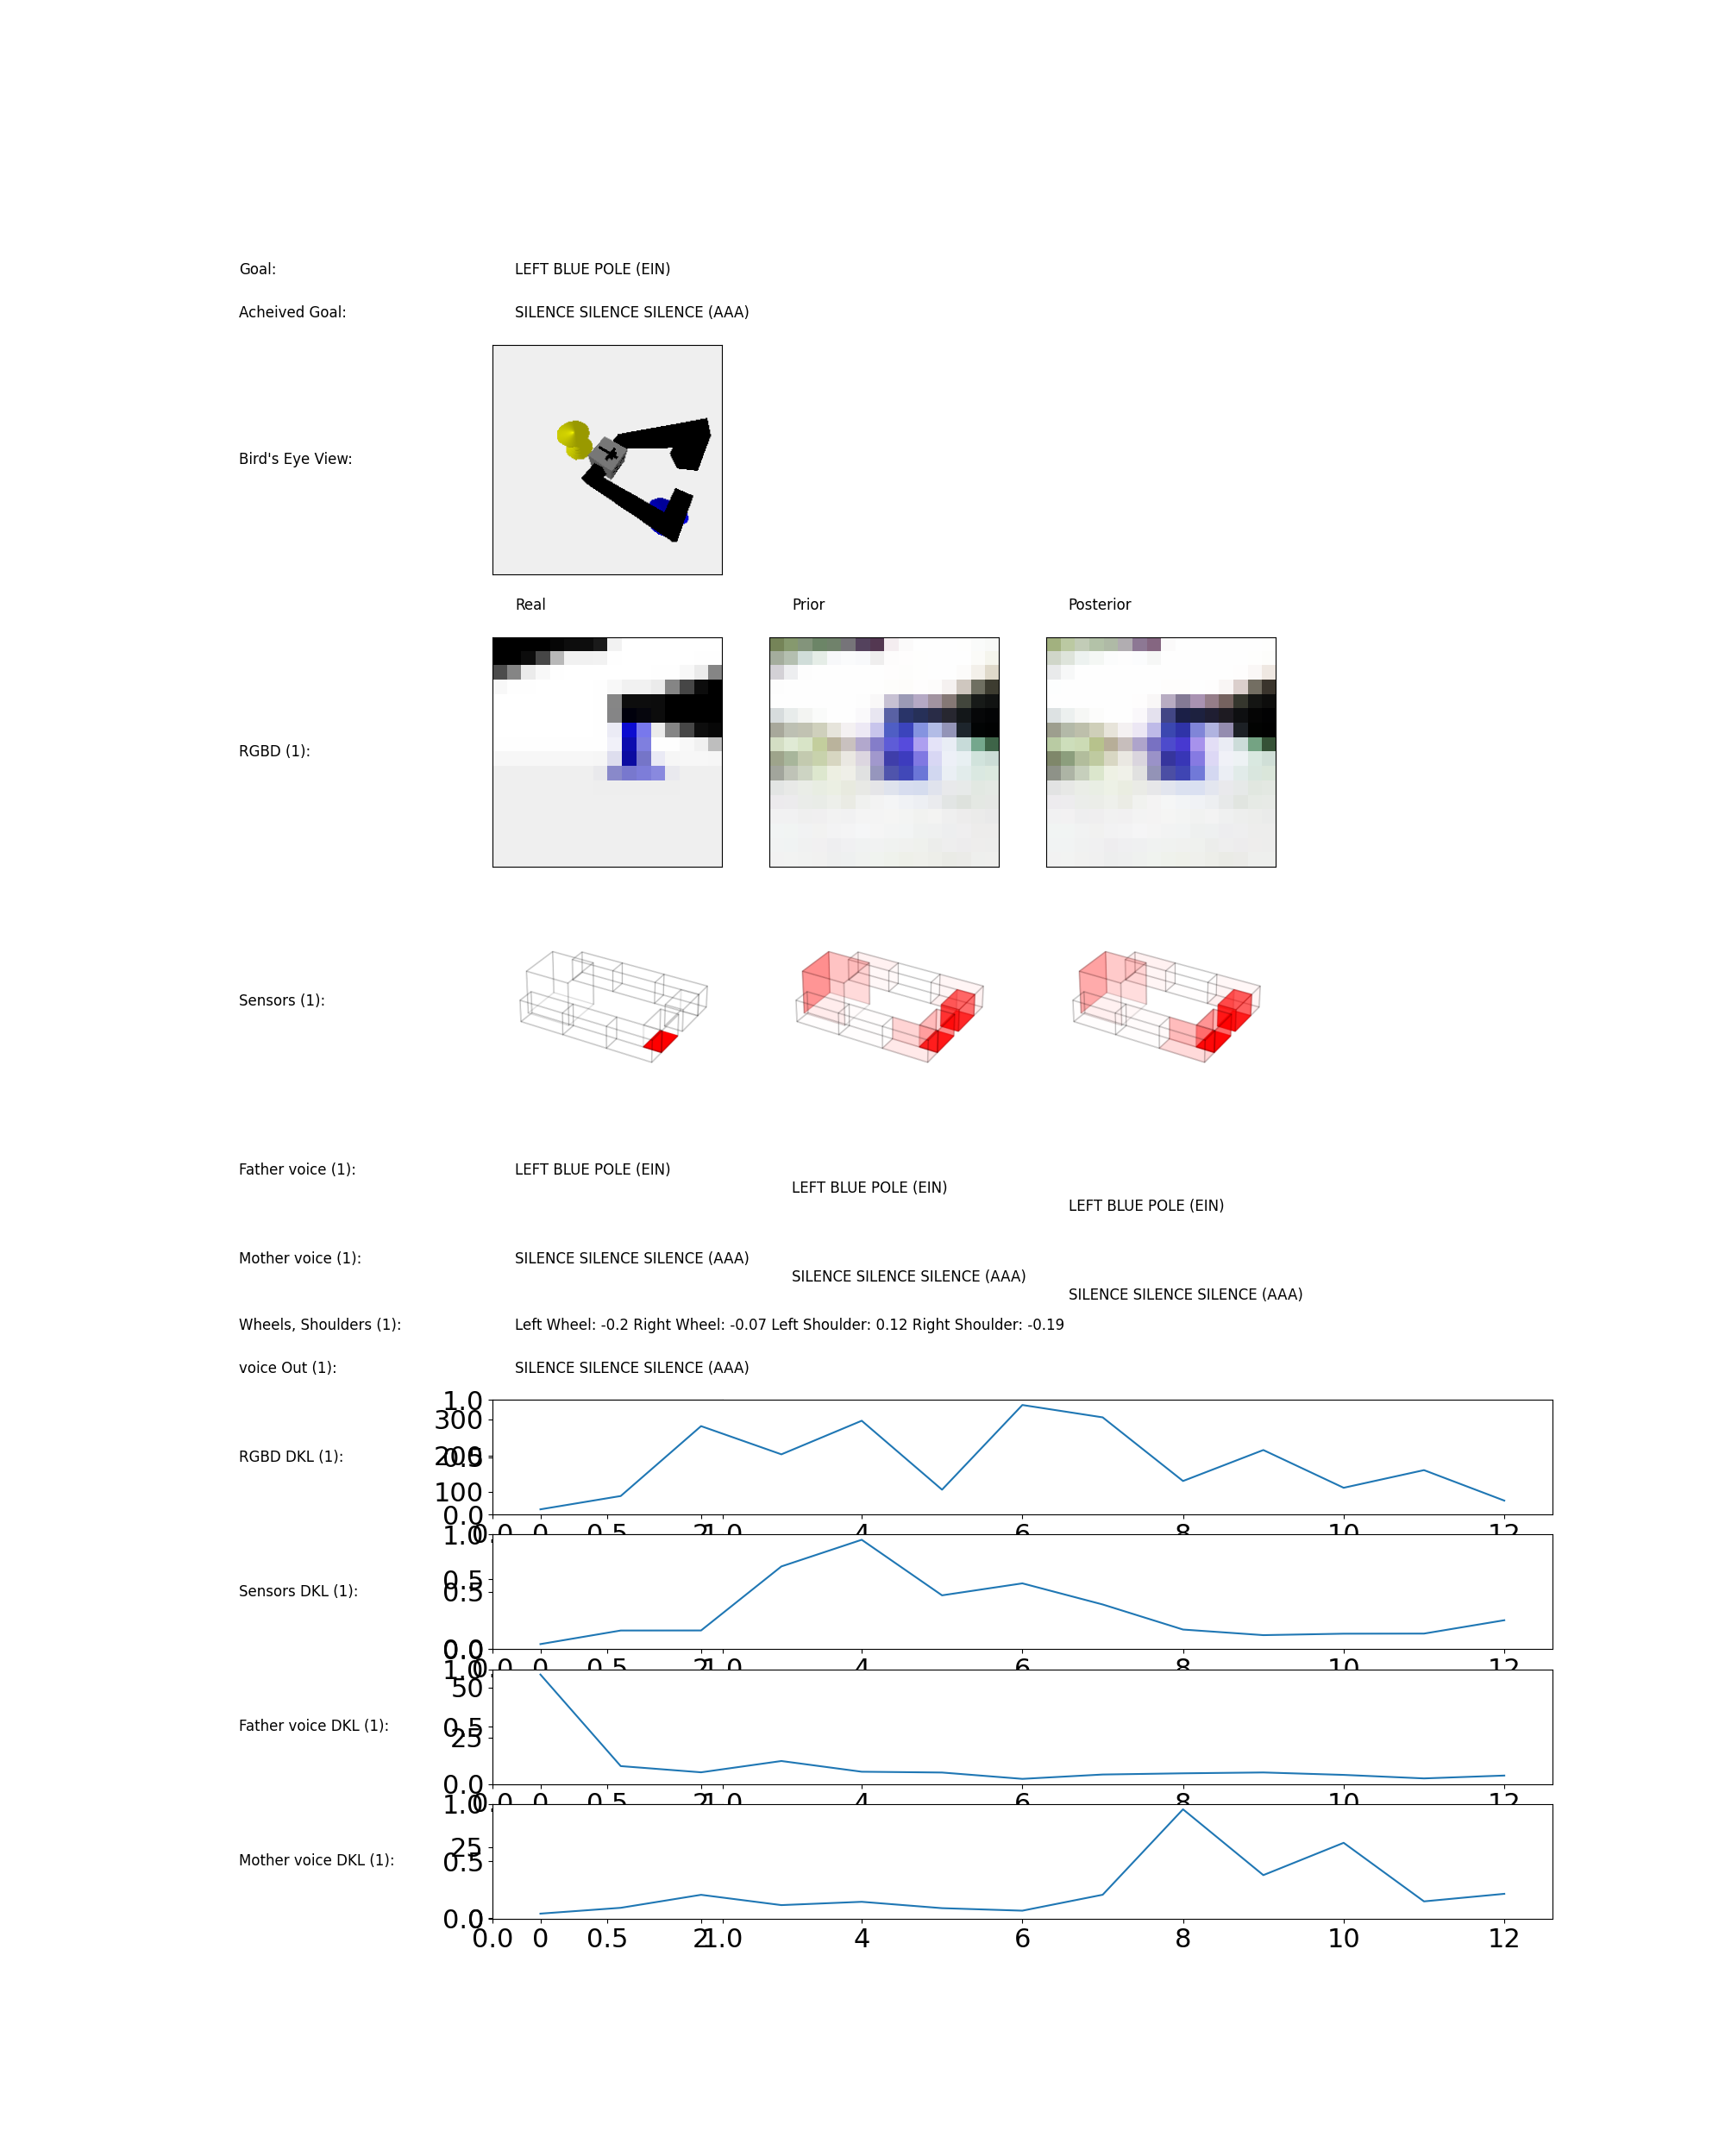 Goal: LEFT BLUE POLE (EIN)
Acheived Goal: SILENCE SILENCE SILENCE (AAA)
Bird's Eye View:
Real Prior Posterior
RGBD (1):
Sensors (1):
Father voice (1): LEFT BLUE POLE (EIN)
LEFT BLUE POLE (EIN)
LEFT BLUE POLE (EIN)
Mother voice (1): SILENCE SILENCE SILENCE (AAA)
SILENCE SILENCE SILENCE (AAA)
SILENCE SILENCE SILENCE (AAA)
Wheels, Shoulders (1): Left Wheel: -0.2 Right Wheel: -0.07 Left Shoulder: 0.12 Right Shoulder: -0.19
voice Out (1): SILENCE SILENCE SILENCE (AAA)
1.0
300
RGBD DKL (1): 200 0.5
100
0.0
0.0 0 0.5 2 1.0 4 6 8 10 12
1.0
0.5
Sensors DKL (1): 0.5
0.0 0.0
0.0 0 0.5 2 1.0 4 6 8 10 12
1.0
50
Father voice DKL (1): 0.5
25
0.0
0.0 0 0.5 2 1.0 4 6 8 10 12
1.0
25
Mother voice DKL (1): 0.5
0.0
0.0 0 0.5 2 1.0 4 6 8 10 12